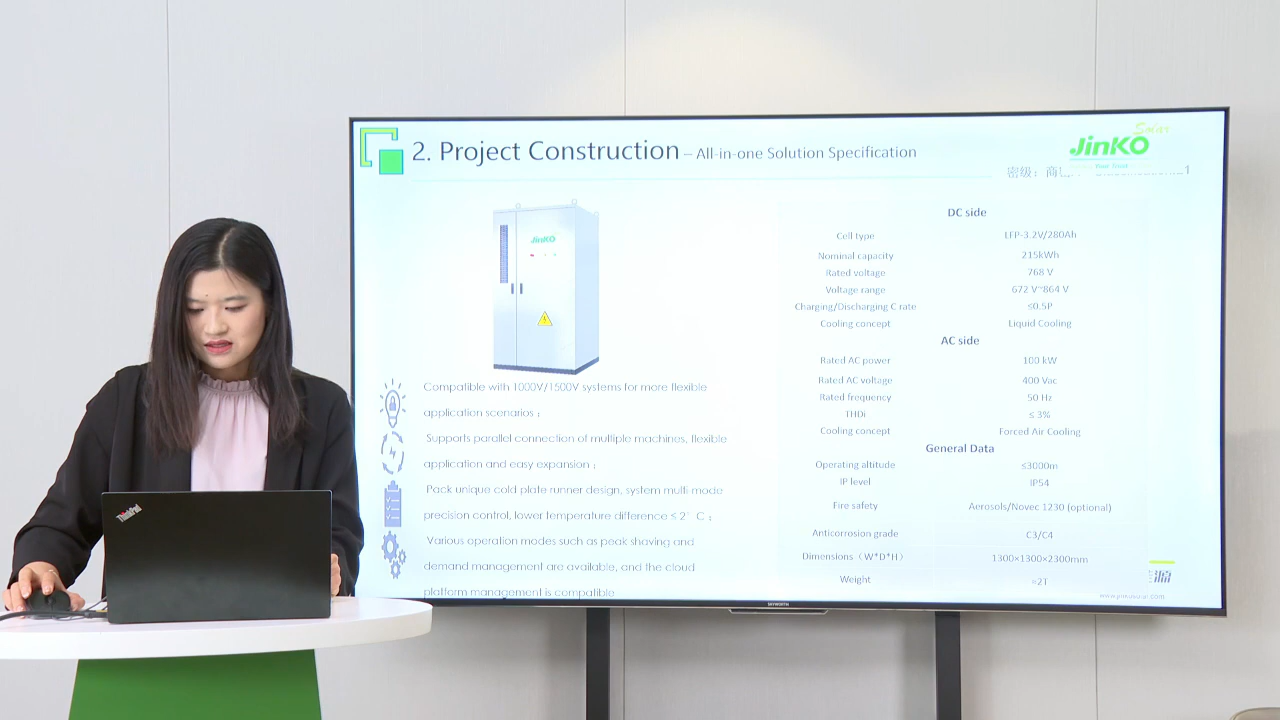 2. Project Construction – All-in-one Solution Specification
Solar
JinKO
Your Trust
密级：
JinKO
Compatible with 1000V/1500V systems for more flexible
application scenarios；
Supports parallel connection of multiple machines, flexible
application and easy expansion；
Pack unique cold plate runner design, system multi-mode
precision control, lower temperature difference ≤ 2°C；
Various operation modes such as peak shaving and
demand management are available, and the cloud
platform management is compatible
DC side
Cell type LFP-3.2V/280Ah
Nominal capacity 215kWh
Rated voltage 768 V
Voltage range 672 V~864 V
Charging/Discharging C rate ≤0.5P
Cooling concept Liquid Cooling
AC side
Rated AC power 100 kW
Rated AC voltage 400 Vac
Rated frequency 50 Hz
THDi ≤ 3%
Cooling concept Forced Air Cooling
General Data
Operating altitude ≤3000m
IP level IP54
Fire safety Aerosols/Novec 1230 (optional)
Anticorrosion grade C3/C4
Dimensions（W*D*H） 1300×1300×2300mm
Weight ≈2T
www.jinkosolar.com
SKYWORTH
ThinkPad